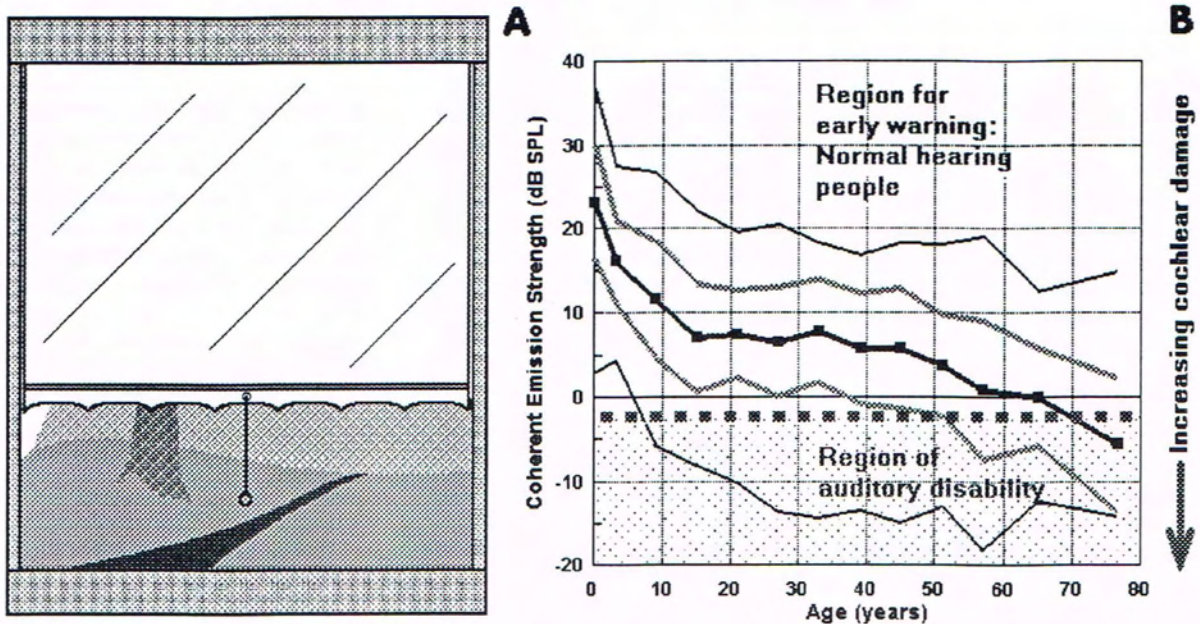 A
B
Coherent Emission Strength (dB SPL)
40
30
20
10
0
-10
-20
Region for
early warning:
Normal hearing
people
Region of
auditory disability
0
10
20
30
40
50
60
70
80
Age (years)
Increasing cochlear damage